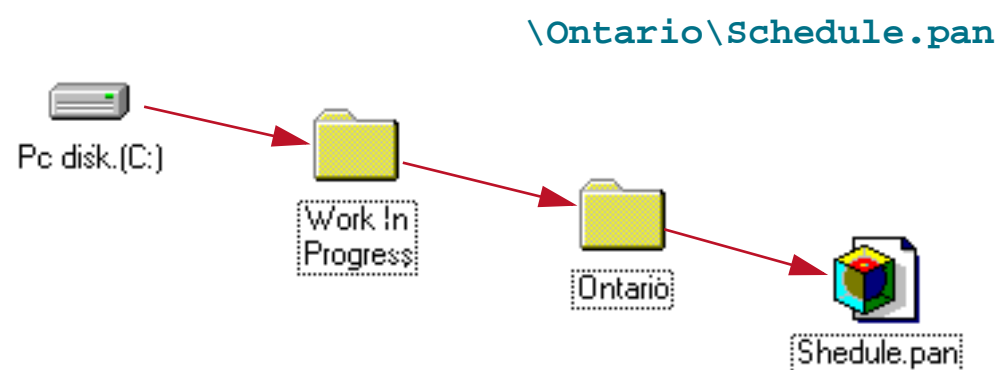 \Ontario\Schedule.pan
Pc disk.(C:)
Work In
Progress
Ontario
Shedule.pan